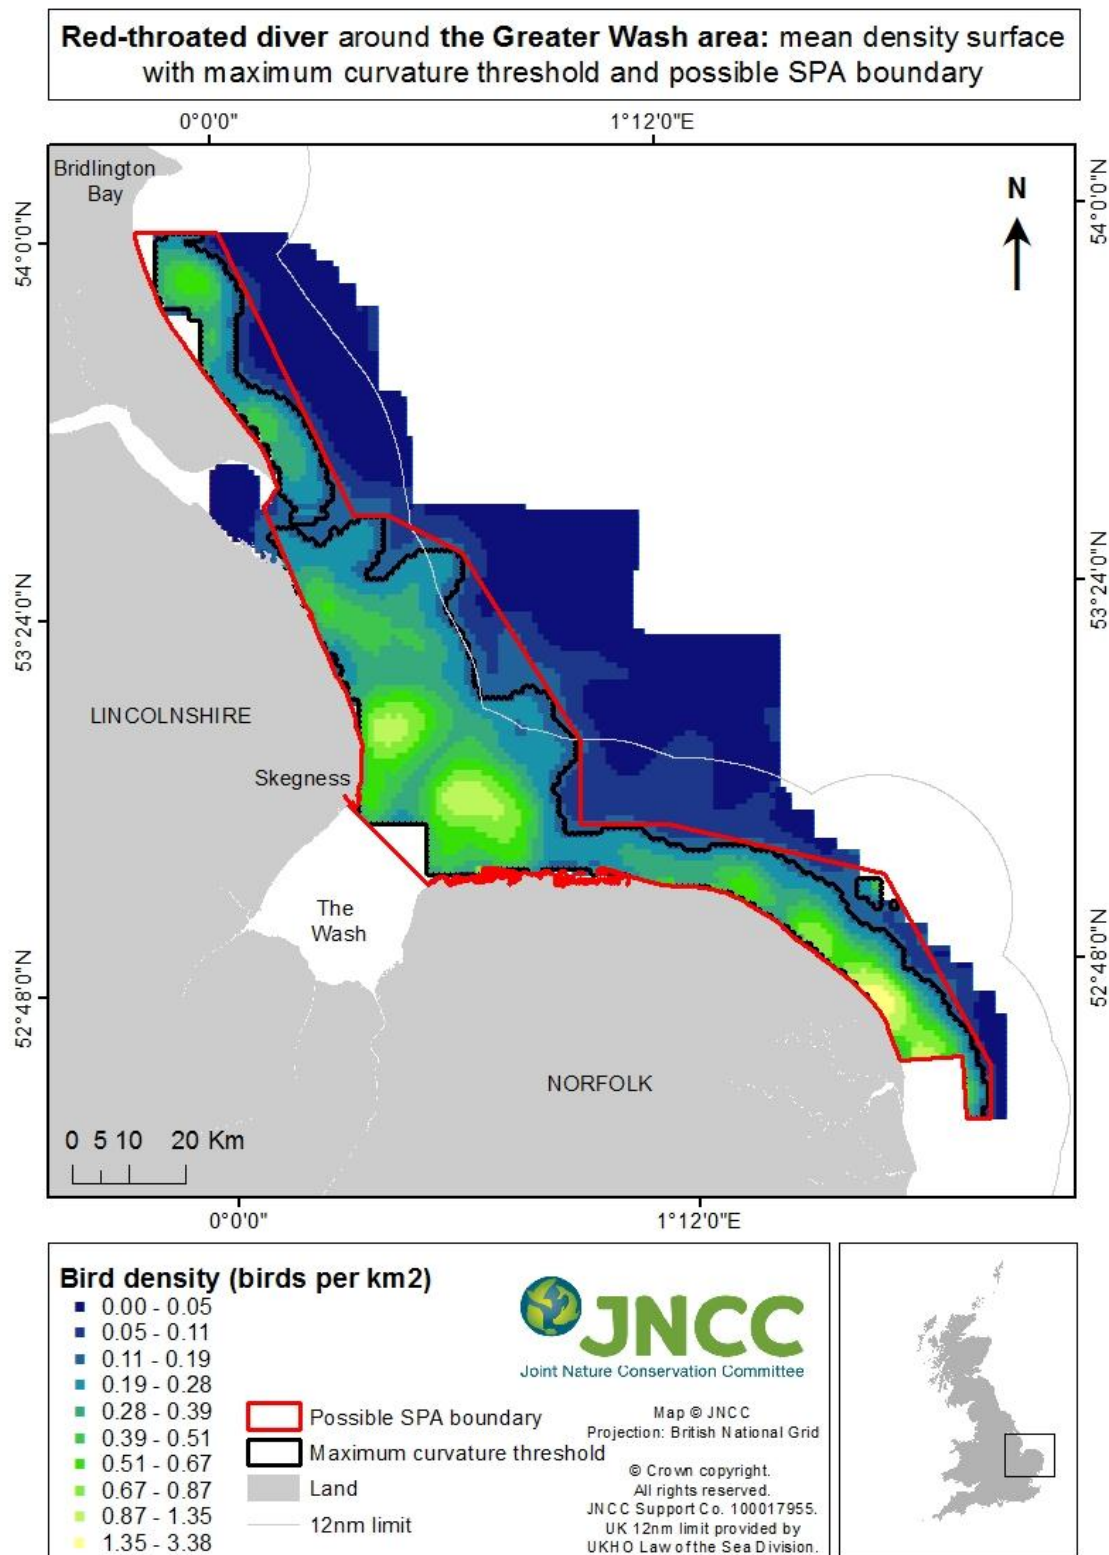 Red-throated diver around the Greater Wash area: mean density surface
with maximum curvature threshold and possible SPA boundary
0°0'0"
1°12'0"E
Bridlington
Bay
N
54°0'0"N
54°0'0"N
53°24'0"N
53°24'0"N
LINCOLNSHIRE
Skegness
The
Wash
52°48'0"N
52°48'0"N
NORFOLK
0 5 10 20 Km
0°0'0"
1°12'0"E
Bird density (birds per km2)
0.00 - 0.05
0.05 - 0.11
0.11 - 0.19
0.19 - 0.28
0.28 - 0.39
0.39 - 0.51
0.51 - 0.67
0.67 - 0.87
0.87 - 1.35
1.35 - 3.38
Possible SPA boundary
Maximum curvature threshold
Land
12nm limit
JNCC
Joint Nature Conservation Committee
Map © JNCC
Projection: British National Grid
© Crown copyright.
All rights reserved.
JNCC Support Co. 100017955.
UK 12nm limit provided by
UKHO Law of the Sea Division.